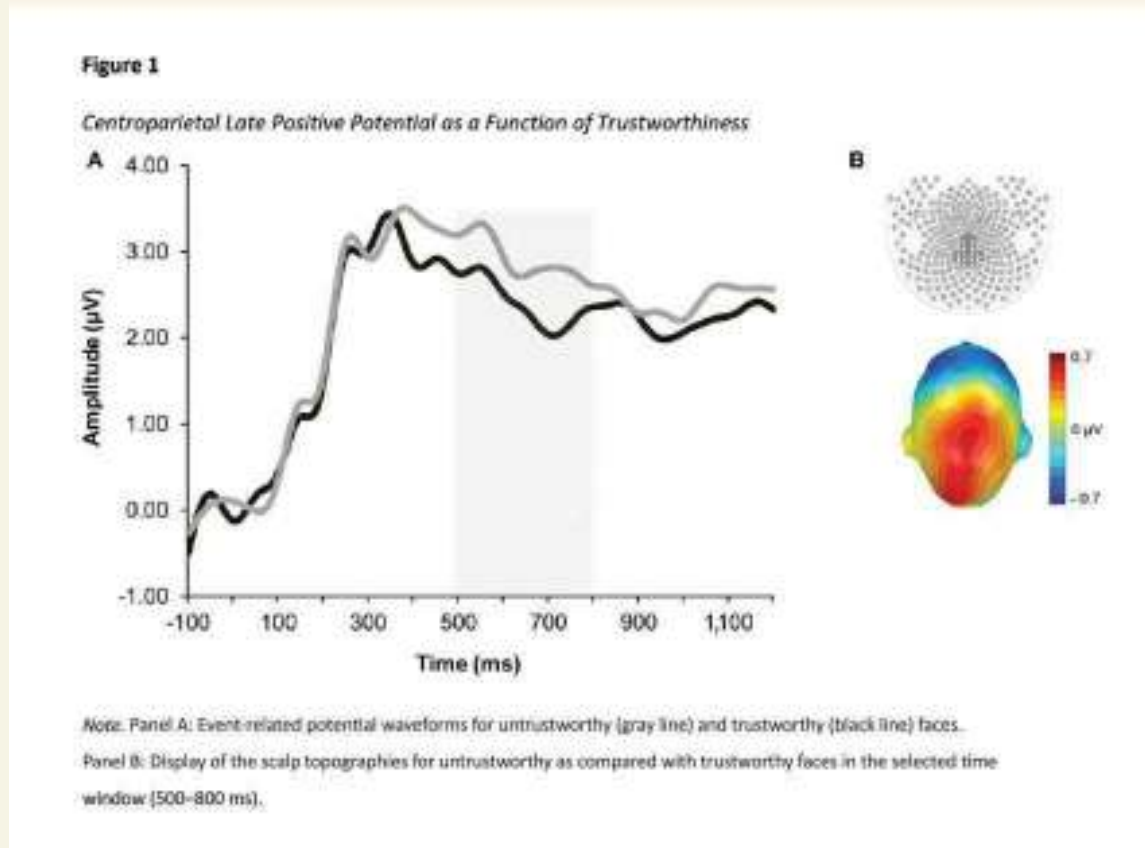 Figure 1
Centroparietal Late Positive Potential as a Function of Trustworthiness
A
4.00
3.00
2.00
1.00
0.00
-1.00
Amplitude (µV)
-100 100 300 500 700 900 1,100
Time (ms)
B
0.7
0 µV
-0.7
Note. Panel A: Event-related potential waveforms for untrustworthy (gray line) and trustworthy (black line) faces.
Panel B: Display of the scalp topographies for untrustworthy as compared with trustworthy faces in the selected time
window (500–800 ms).